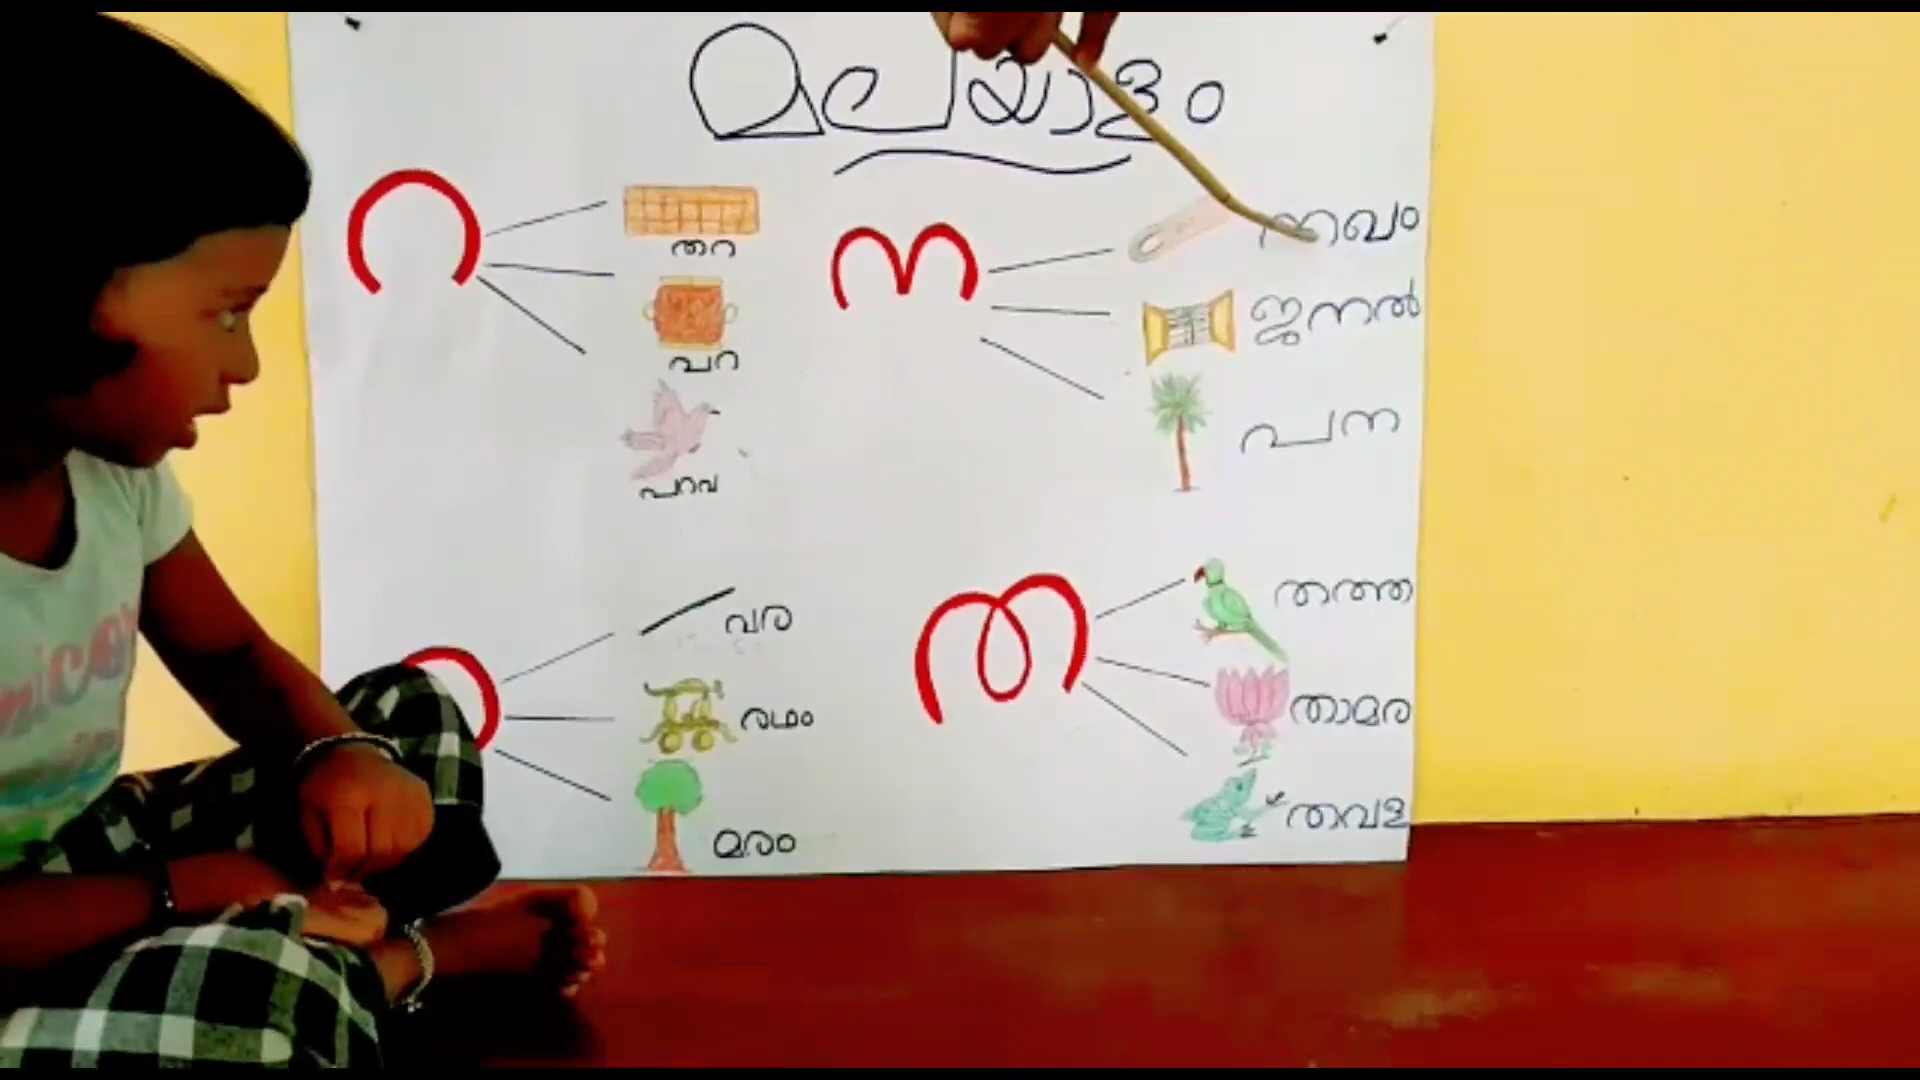 മലയാളം
റ
തറ
പറ
പറവ
ന
നഖം
ജനൽ
പന
വര
രഥം
മരം
ത
തത്ത
താമര
തവള